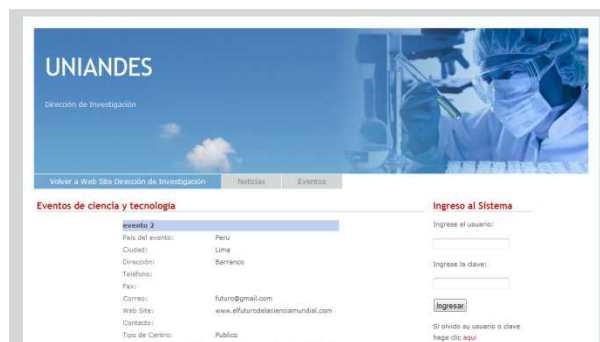 UNIANDES
Dirección de Investigación
Volver a Web Site Dirección de Investigación Noticias Eventos
Eventos de ciencia y tecnologia
evento 2
Pais del evento: Peru
Ciudad: Lima
Dirección: Barranco
Teléfono:
Fax:
Correo: futuro@gmail.com
Web Site: www.elfuturodelacienciamundial.com
Contacto:
Tipo de Centro: Publico
Ingreso al Sistema
Ingrese el usuario:
Ingrese la clave:
Ingresar
Si olvido su usuario o clave
haga clic aqui